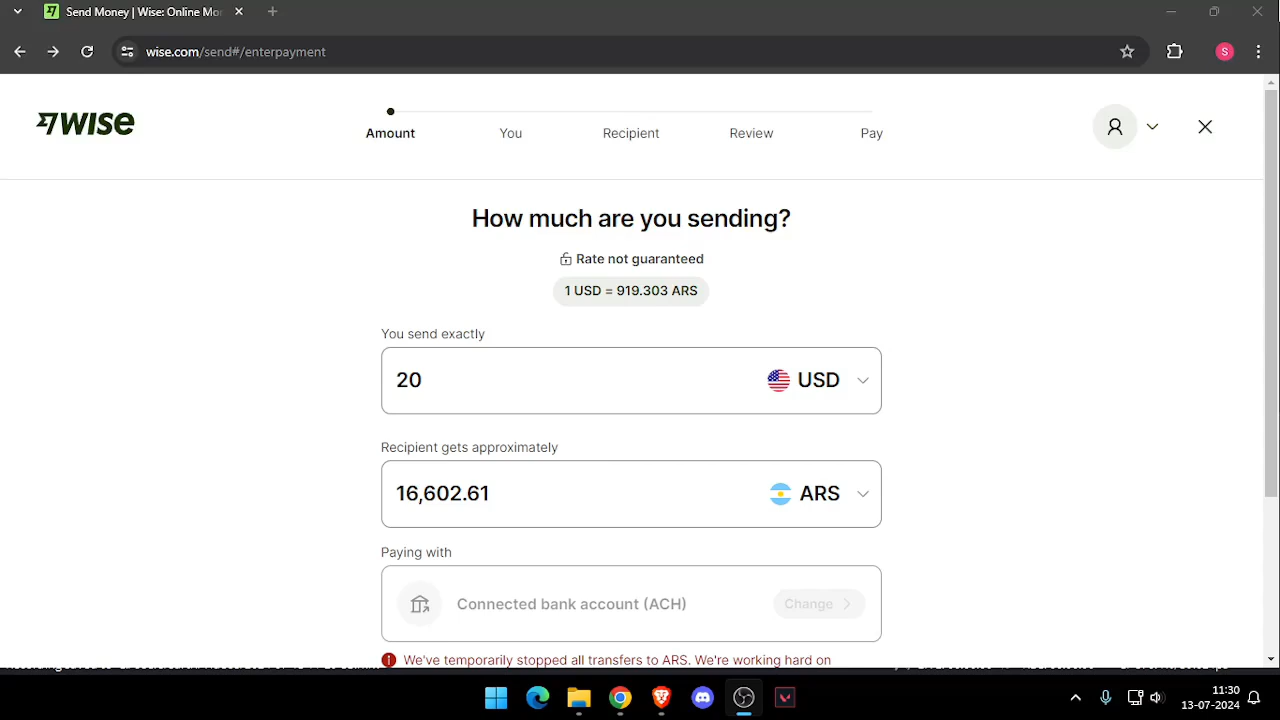 Send Money | Wise: Online Mo
wise.com/send#/enterpayment
S
WISE
Amount You Recipient Review Pay
How much are you sending?
Rate not guaranteed
1 USD = 919.303 ARS
You send exactly
20 USD
Recipient gets approximately
16,602.61 ARS
Paying with
Connected bank account (ACH) Change
We've temporarily stopped all transfers to ARS. We're working hard on
11:30
13-07-2024